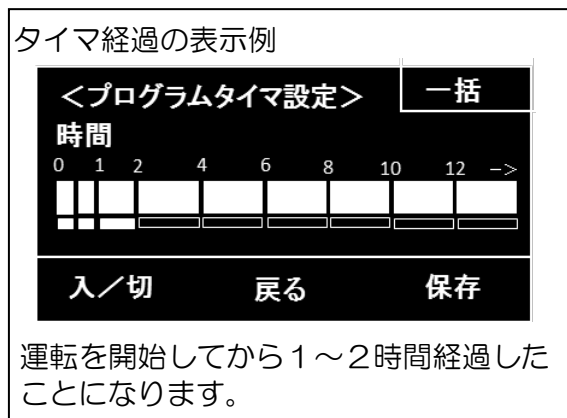 タイマ経過の表示例
＜プログラムタイマ設定＞ 一括
時間
0 1 2 4 6 8 10 12 ->
入／切 戻る 保存
運転を開始してから１～２時間経過した
ことになります。